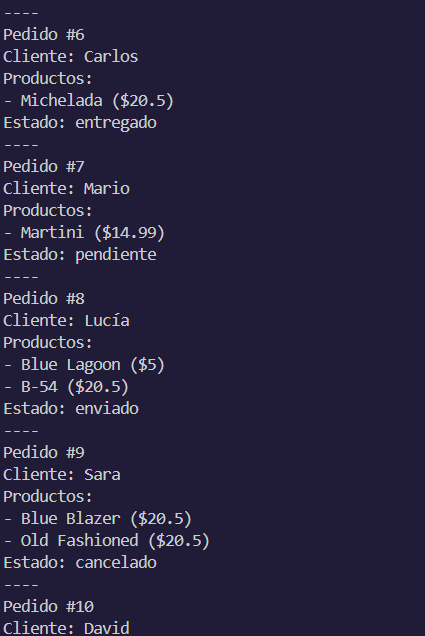 ----
Pedido #6
Cliente: Carlos
Productos:
- Michelada ($20.5)
Estado: entregado
----
Pedido #7
Cliente: Mario
Productos:
- Martini ($14.99)
Estado: pendiente
----
Pedido #8
Cliente: Lucía
Productos:
- Blue Lagoon ($5)
- B-54 ($20.5)
Estado: enviado
----
Pedido #9
Cliente: Sara
Productos:
- Blue Blazer ($20.5)
- Old Fashioned ($20.5)
Estado: cancelado
----
Pedido #10
Cliente: David